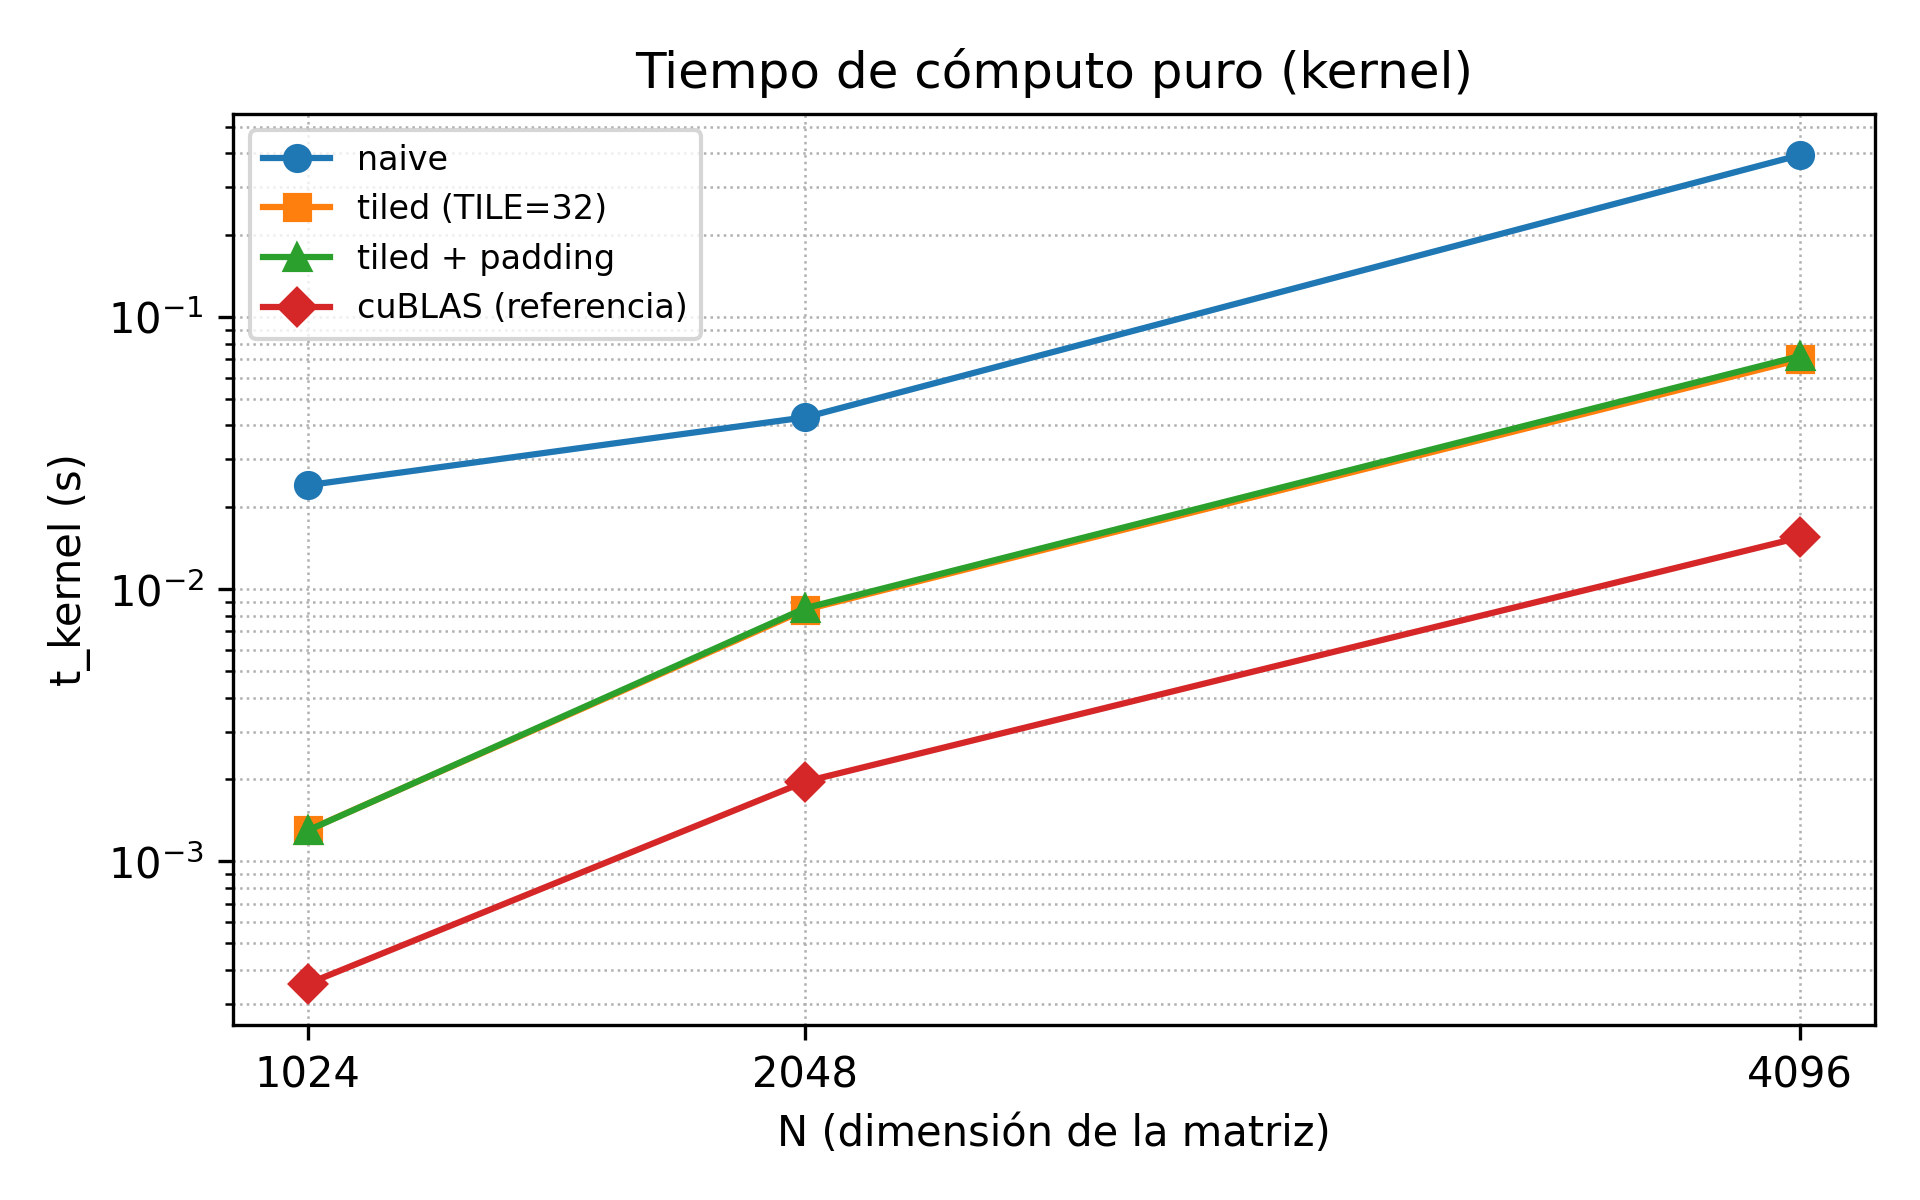 Tiempo de cómputo puro (kernel)
naive
tiled (TILE=32)
tiled + padding
cuBLAS (referencia)
t_kernel (s)
10⁻¹
10⁻²
10⁻³
1024 2048 4096
N (dimensión de la matriz)